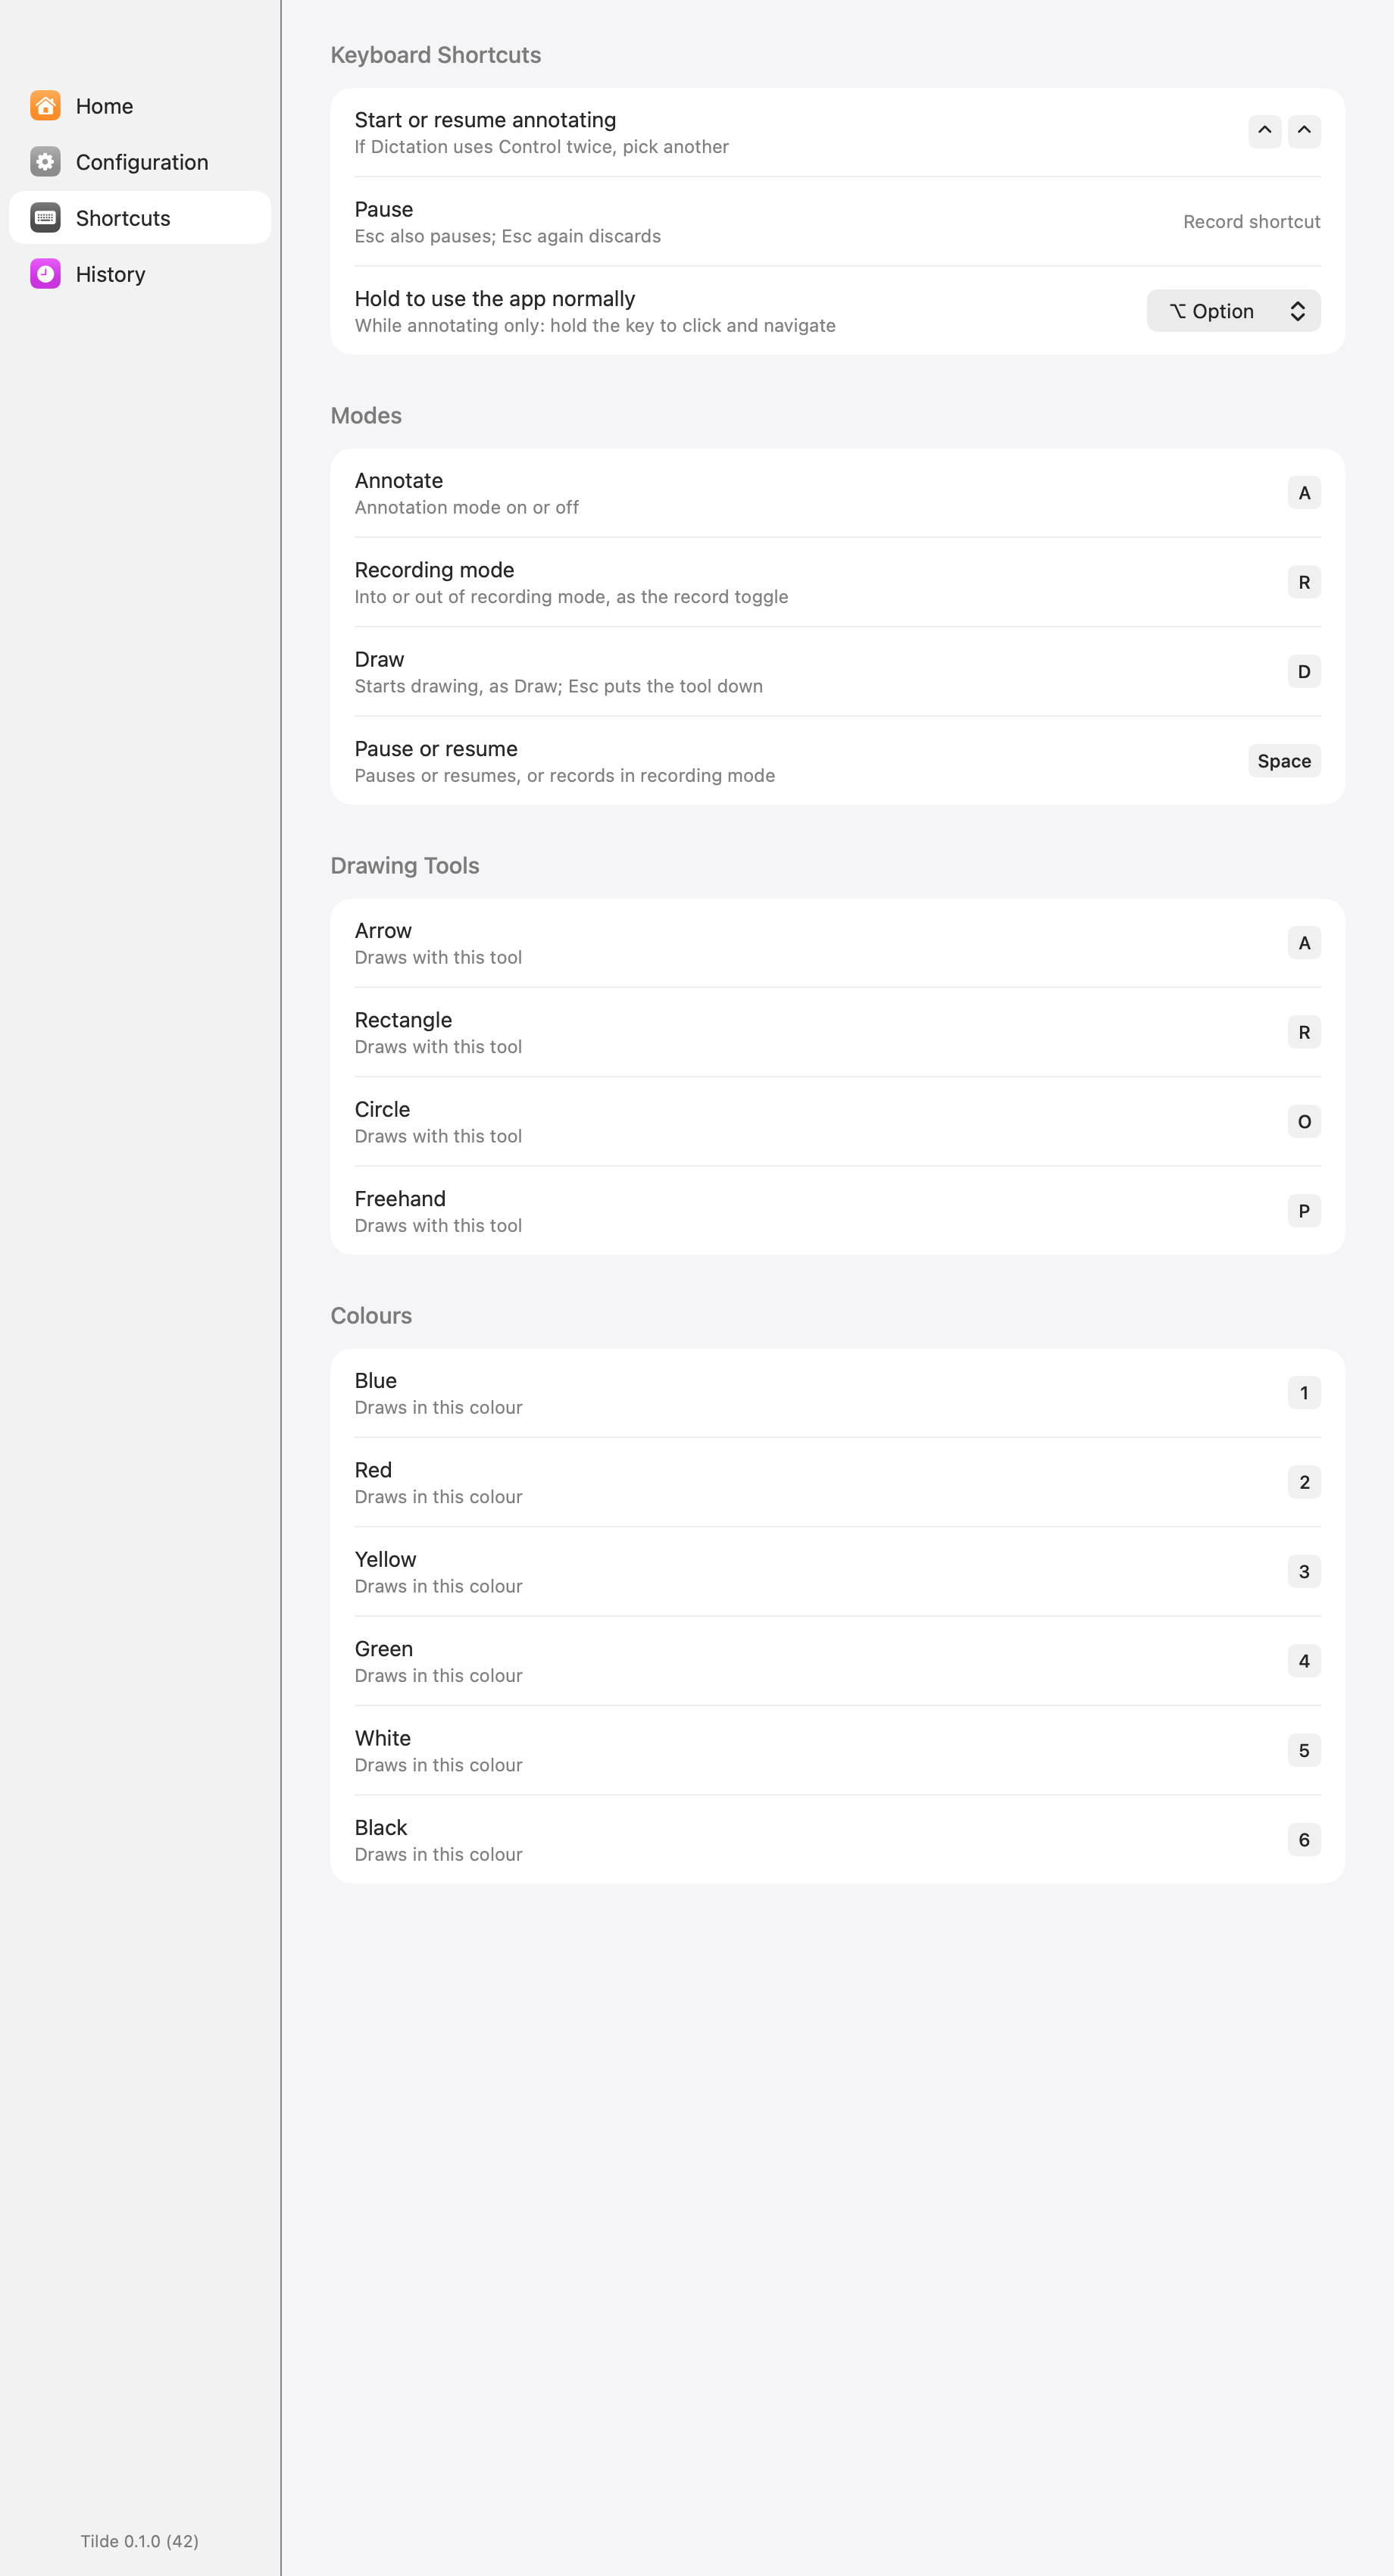 Home
Configuration
Shortcuts
History
Tilde 0.1.0 (42)
Keyboard Shortcuts
Start or resume annotating
If Dictation uses Control twice, pick another
^ ^
Pause
Esc also pauses; Esc again discards
Record shortcut
Hold to use the app normally
While annotating only: hold the key to click and navigate
⌥ Option
Modes
Annotate
Annotation mode on or off
A
Recording mode
Into or out of recording mode, as the record toggle
R
Draw
Starts drawing, as Draw; Esc puts the tool down
D
Pause or resume
Pauses or resumes, or records in recording mode
Space
Drawing Tools
Arrow
Draws with this tool
A
Rectangle
Draws with this tool
R
Circle
Draws with this tool
O
Freehand
Draws with this tool
P
Colours
Blue
Draws in this colour
1
Red
Draws in this colour
2
Yellow
Draws in this colour
3
Green
Draws in this colour
4
White
Draws in this colour
5
Black
Draws in this colour
6